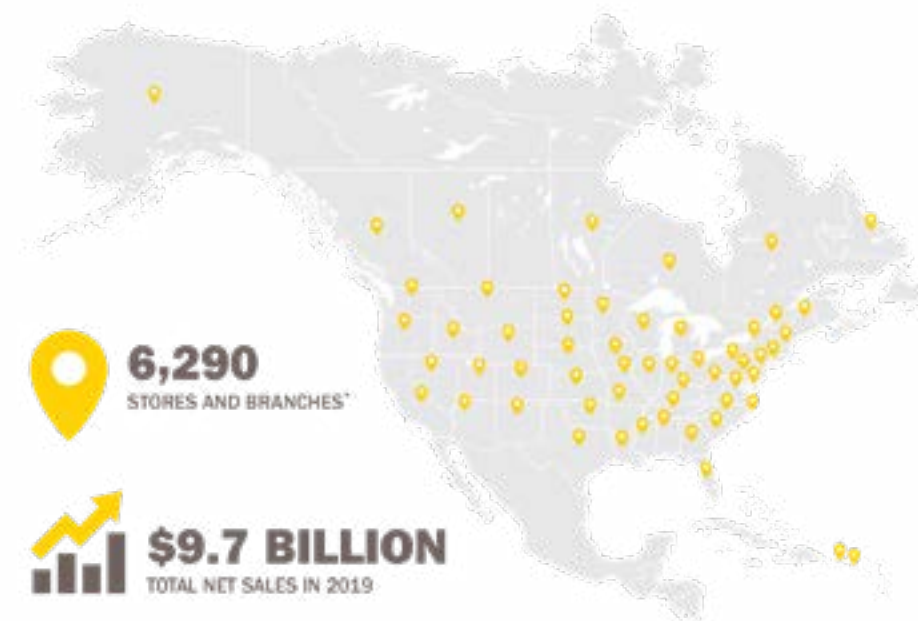 6,290
STORES AND BRANCHES*
$9.7 BILLION
TOTAL NET SALES IN 2019